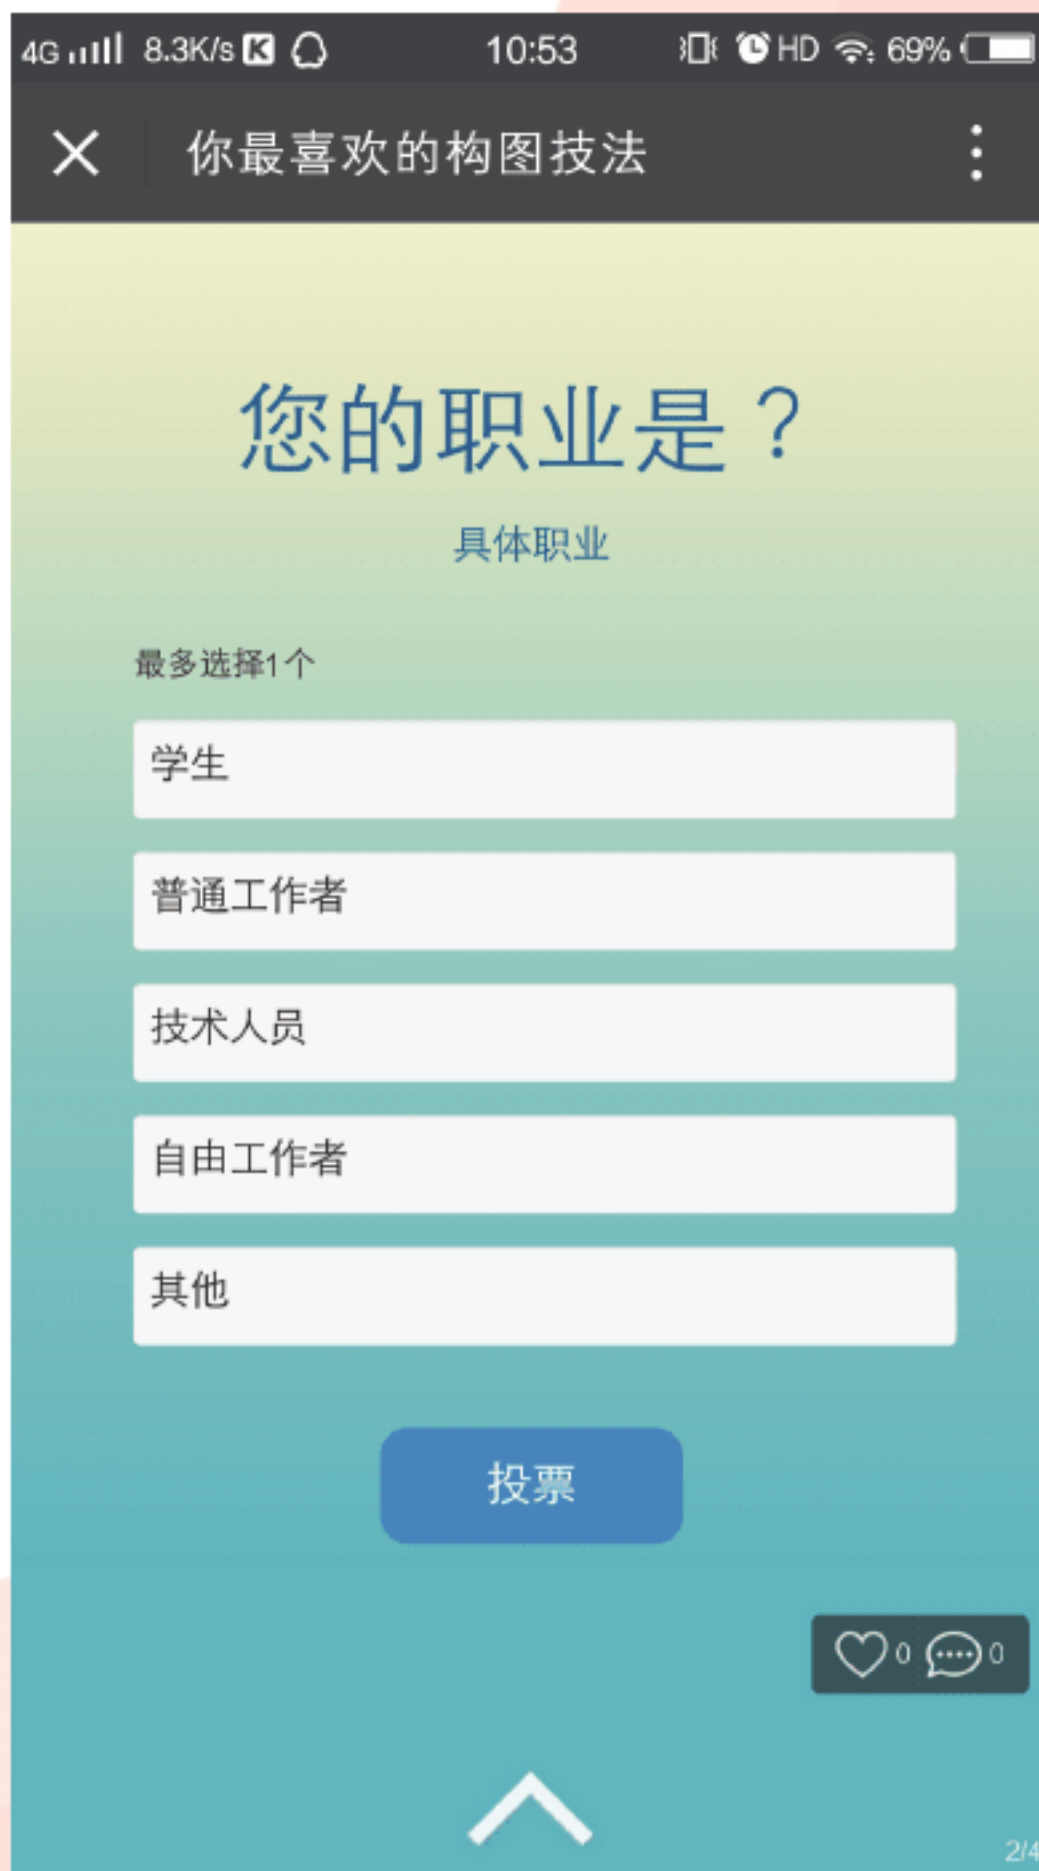 4G 8.3K/s K 10:53 HD 69%
你最喜欢的构图技法
您的职业是？
具体职业
最多选择1个
学生
普通工作者
技术人员
自由工作者
其他
投票
0 0
2/4